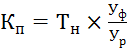 Кп = Тн × Уф/Ур